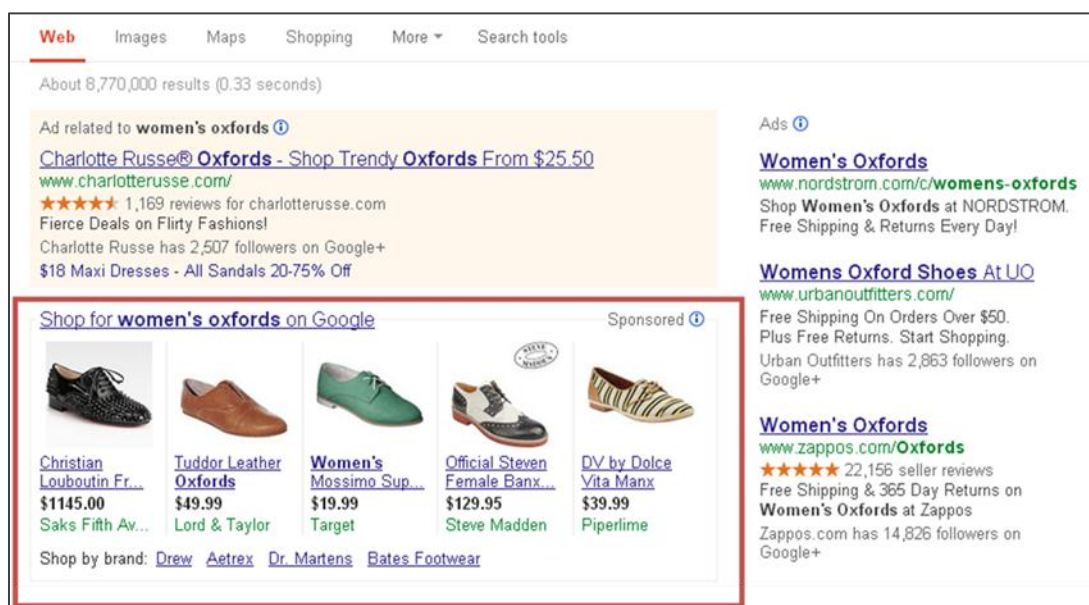 Web Images Maps Shopping More Search tools
About 8,770,000 results (0.33 seconds)
Ad related to women's oxfords
Charlotte Russe® Oxfords - Shop Trendy Oxfords From $25.50
www.charlotterusse.com/
1,169 reviews for charlotterusse.com
Fierce Deals on Flirty Fashions!
Charlotte Russe has 2,507 followers on Google+
$18 Maxi Dresses - All Sandals 20-75% Off
Shop for women's oxfords on Google
Sponsored
STEVE
MADDEN
Christian
Louboutin Fr...
$1145.00
Saks Fifth Av...
Tuddor Leather
Oxfords
$49.99
Lord & Taylor
Women's
Mossimo Sup...
$19.99
Target
Official Steven
Female Banx...
$129.95
Steve Madden
DV by Dolce
Vita Manx
$39.99
Piperlime
Shop by brand: Drew Aetrex Dr. Martens Bates Footwear
Ads
Women's Oxfords
www.nordstrom.com/c/womens-oxfords
Shop Women's Oxfords at NORDSTROM.
Free Shipping & Returns Every Day!
Womens Oxford Shoes At UO
www.urbanoutfitters.com/
Free Shipping On Orders Over $50.
Plus Free Returns. Start Shopping.
Urban Outfitters has 2,863 followers on
Google+
Women's Oxfords
www.zappos.com/Oxfords
22,156 seller reviews
Free Shipping & 365 Day Returns on
Women's Oxfords at Zappos
Zappos.com has 14,826 followers on
Google+